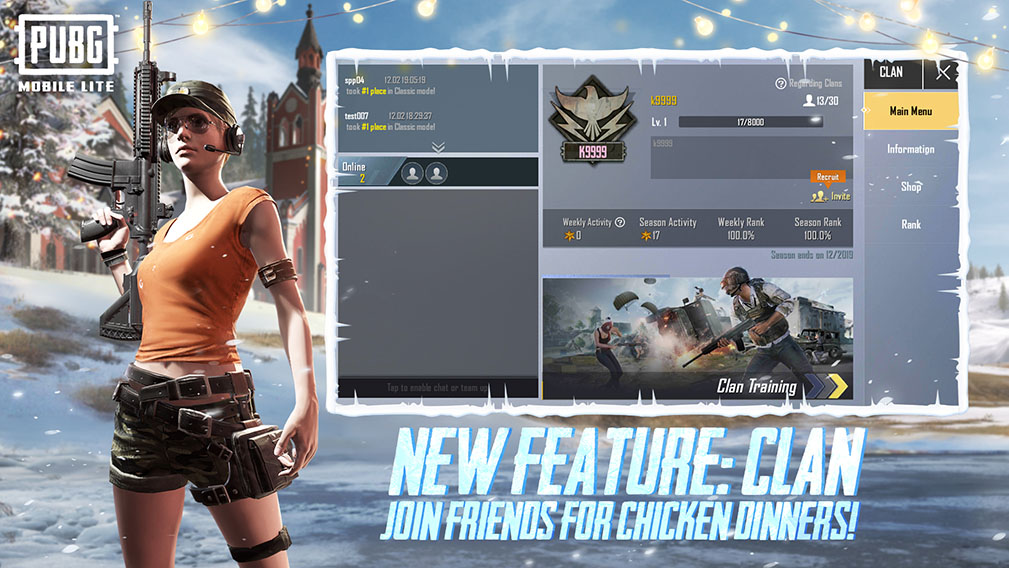 PUBG
MOBILE LITE
spp04 12.02 19:05:19
took #1 place in Classic mode!
test007 12.02 18:29:37
took #1 place in Classic mode!
Online
2
Tap to enable chat or team up
K9999
k9999
Regarding Clans
13/30
Lv. 1 17/8000
k9999
Recruit
Invite
Weekly Activity ? Season Activity Weekly Rank Season Rank
0 17 100.0% 100.0%
Season ends on 12/2019
Clan Training
CLAN
Main Menu
Information
Shop
Rank
NEW FEATURE: CLAN
JOIN FRIENDS FOR CHICKEN DINNERS!